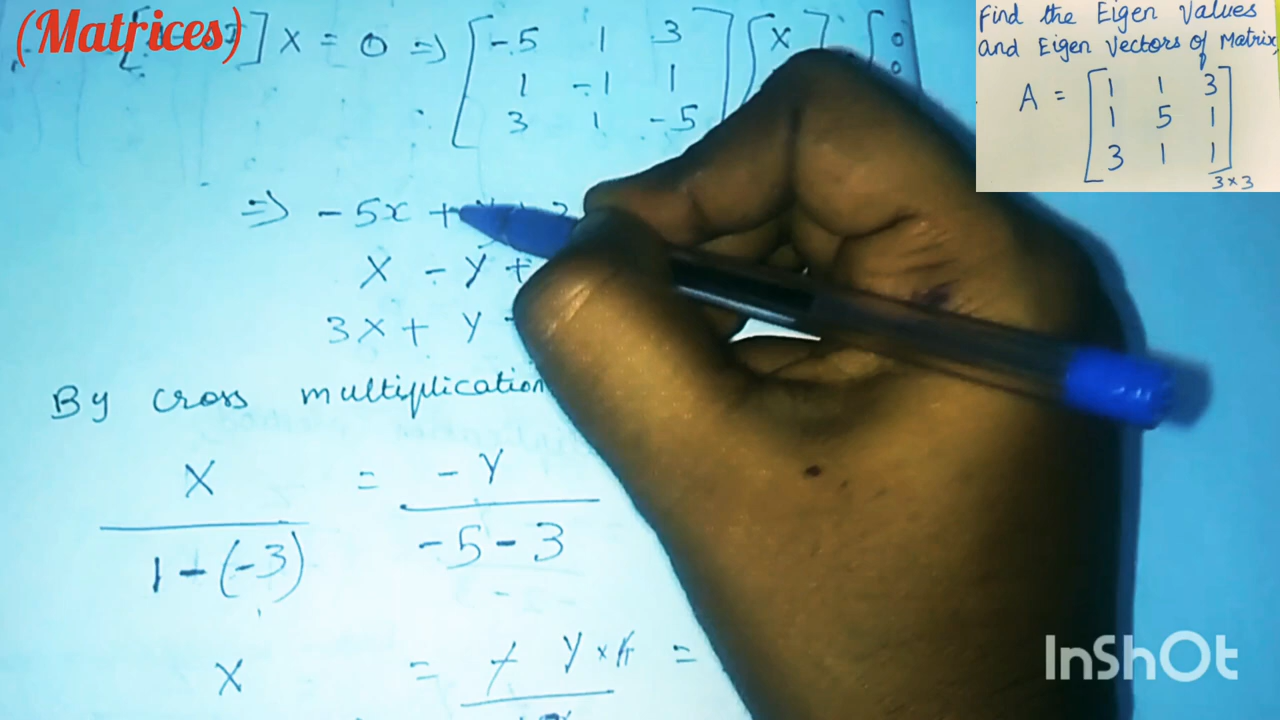 (Matrices)
] X = 0 => [ -5 1 3 ] [ X ] [ 0
1 -1 1 0
3 1 -5
=> -5x +
X - y +
3x + y
By cross multiplication
X = -y
1-(-3) -5-3
X = y =
Find the Eigen Values
and Eigen Vectors of Matrix,
A = [ 1 1 3 ]
1 5 1
3 1 1
3×3
InShOt